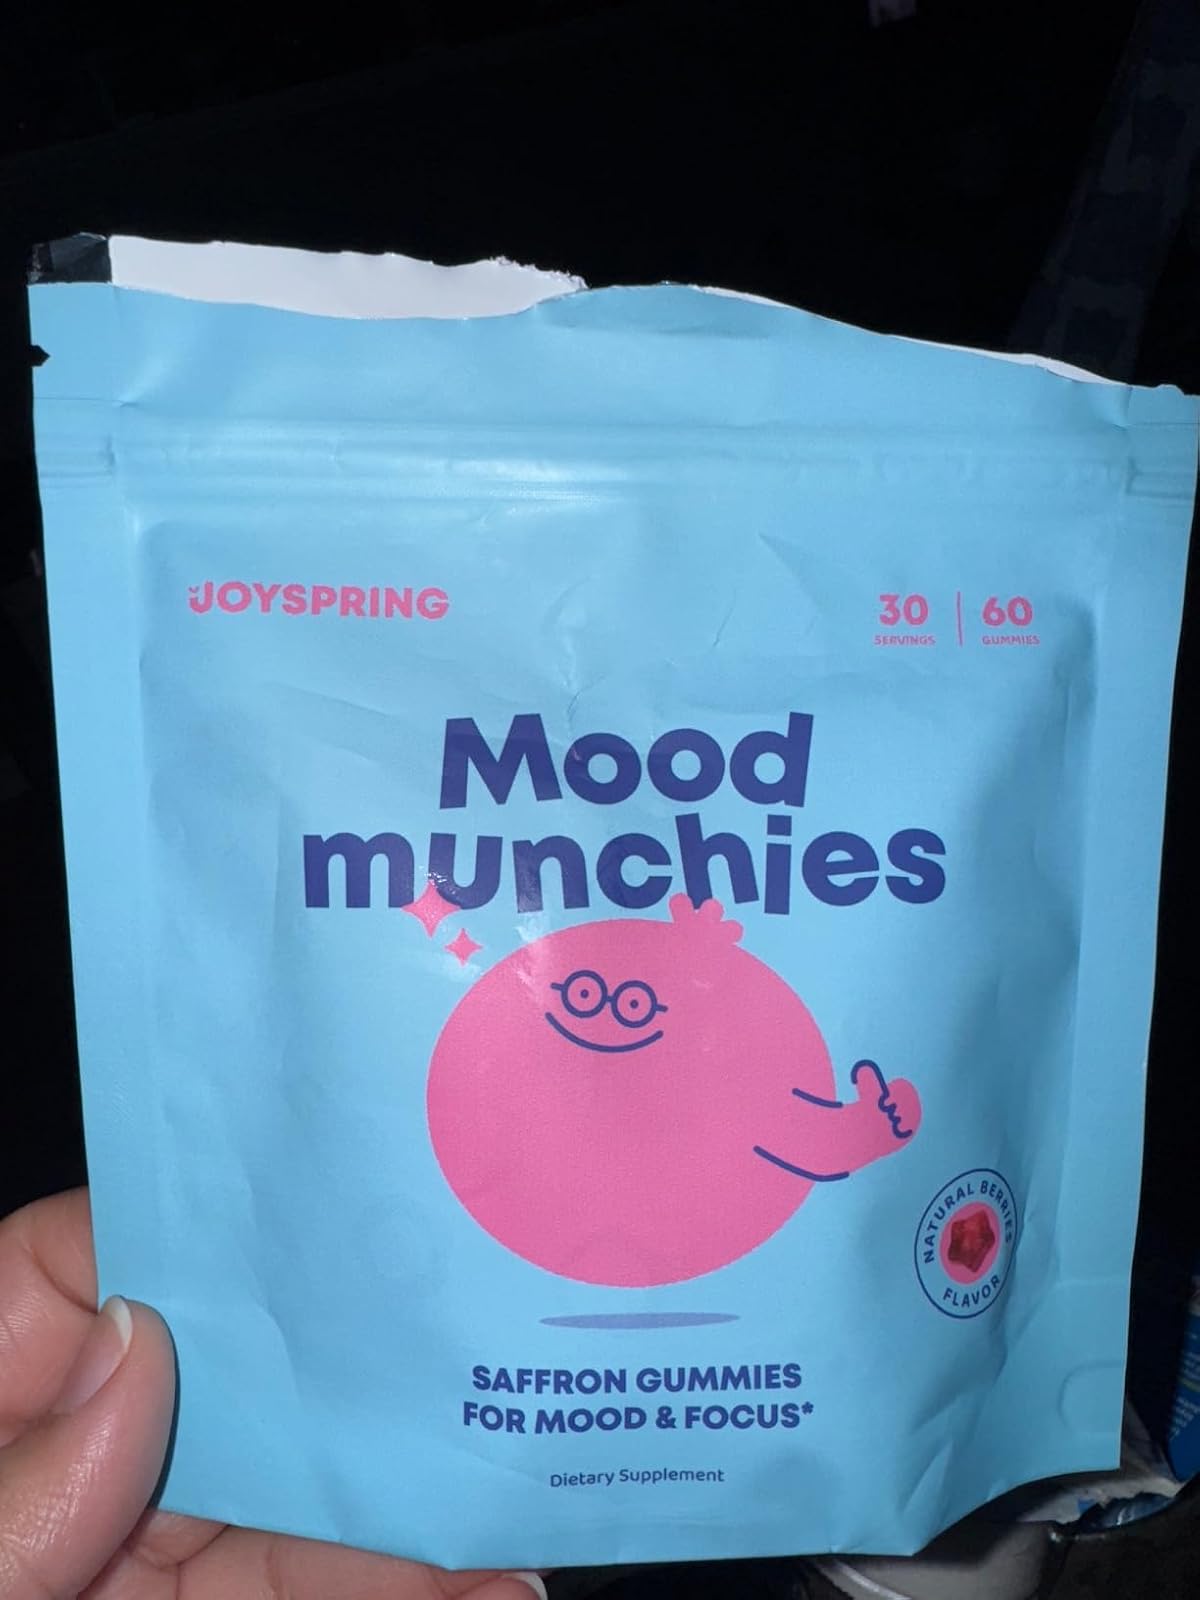 JOYSPRING
30 | 60
SERVINGS GUMMIES
Mood
munchies
NATURAL BERRIES
FLAVOR
SAFFRON GUMMIES
FOR MOOD & FOCUS*
Dietary Supplement